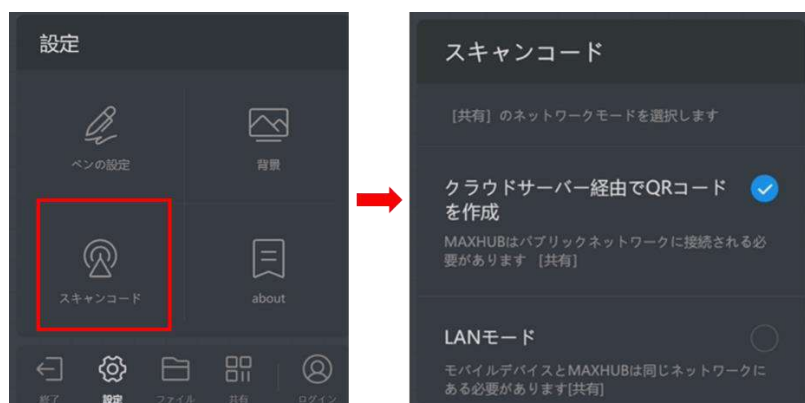 設定
ペンの設定
背景
スキャンコード
about
終了
設定
ファイル
共有
ログイン
スキャンコード
[共有] のネットワークモードを選択します
クラウドサーバー経由でQRコード
を作成
MAXHUBはパブリックネットワークに接続される必
要があります [共有]
LANモード
モバイルデバイスとMAXHUBは同じネットワークに
ある必要があります[共有]